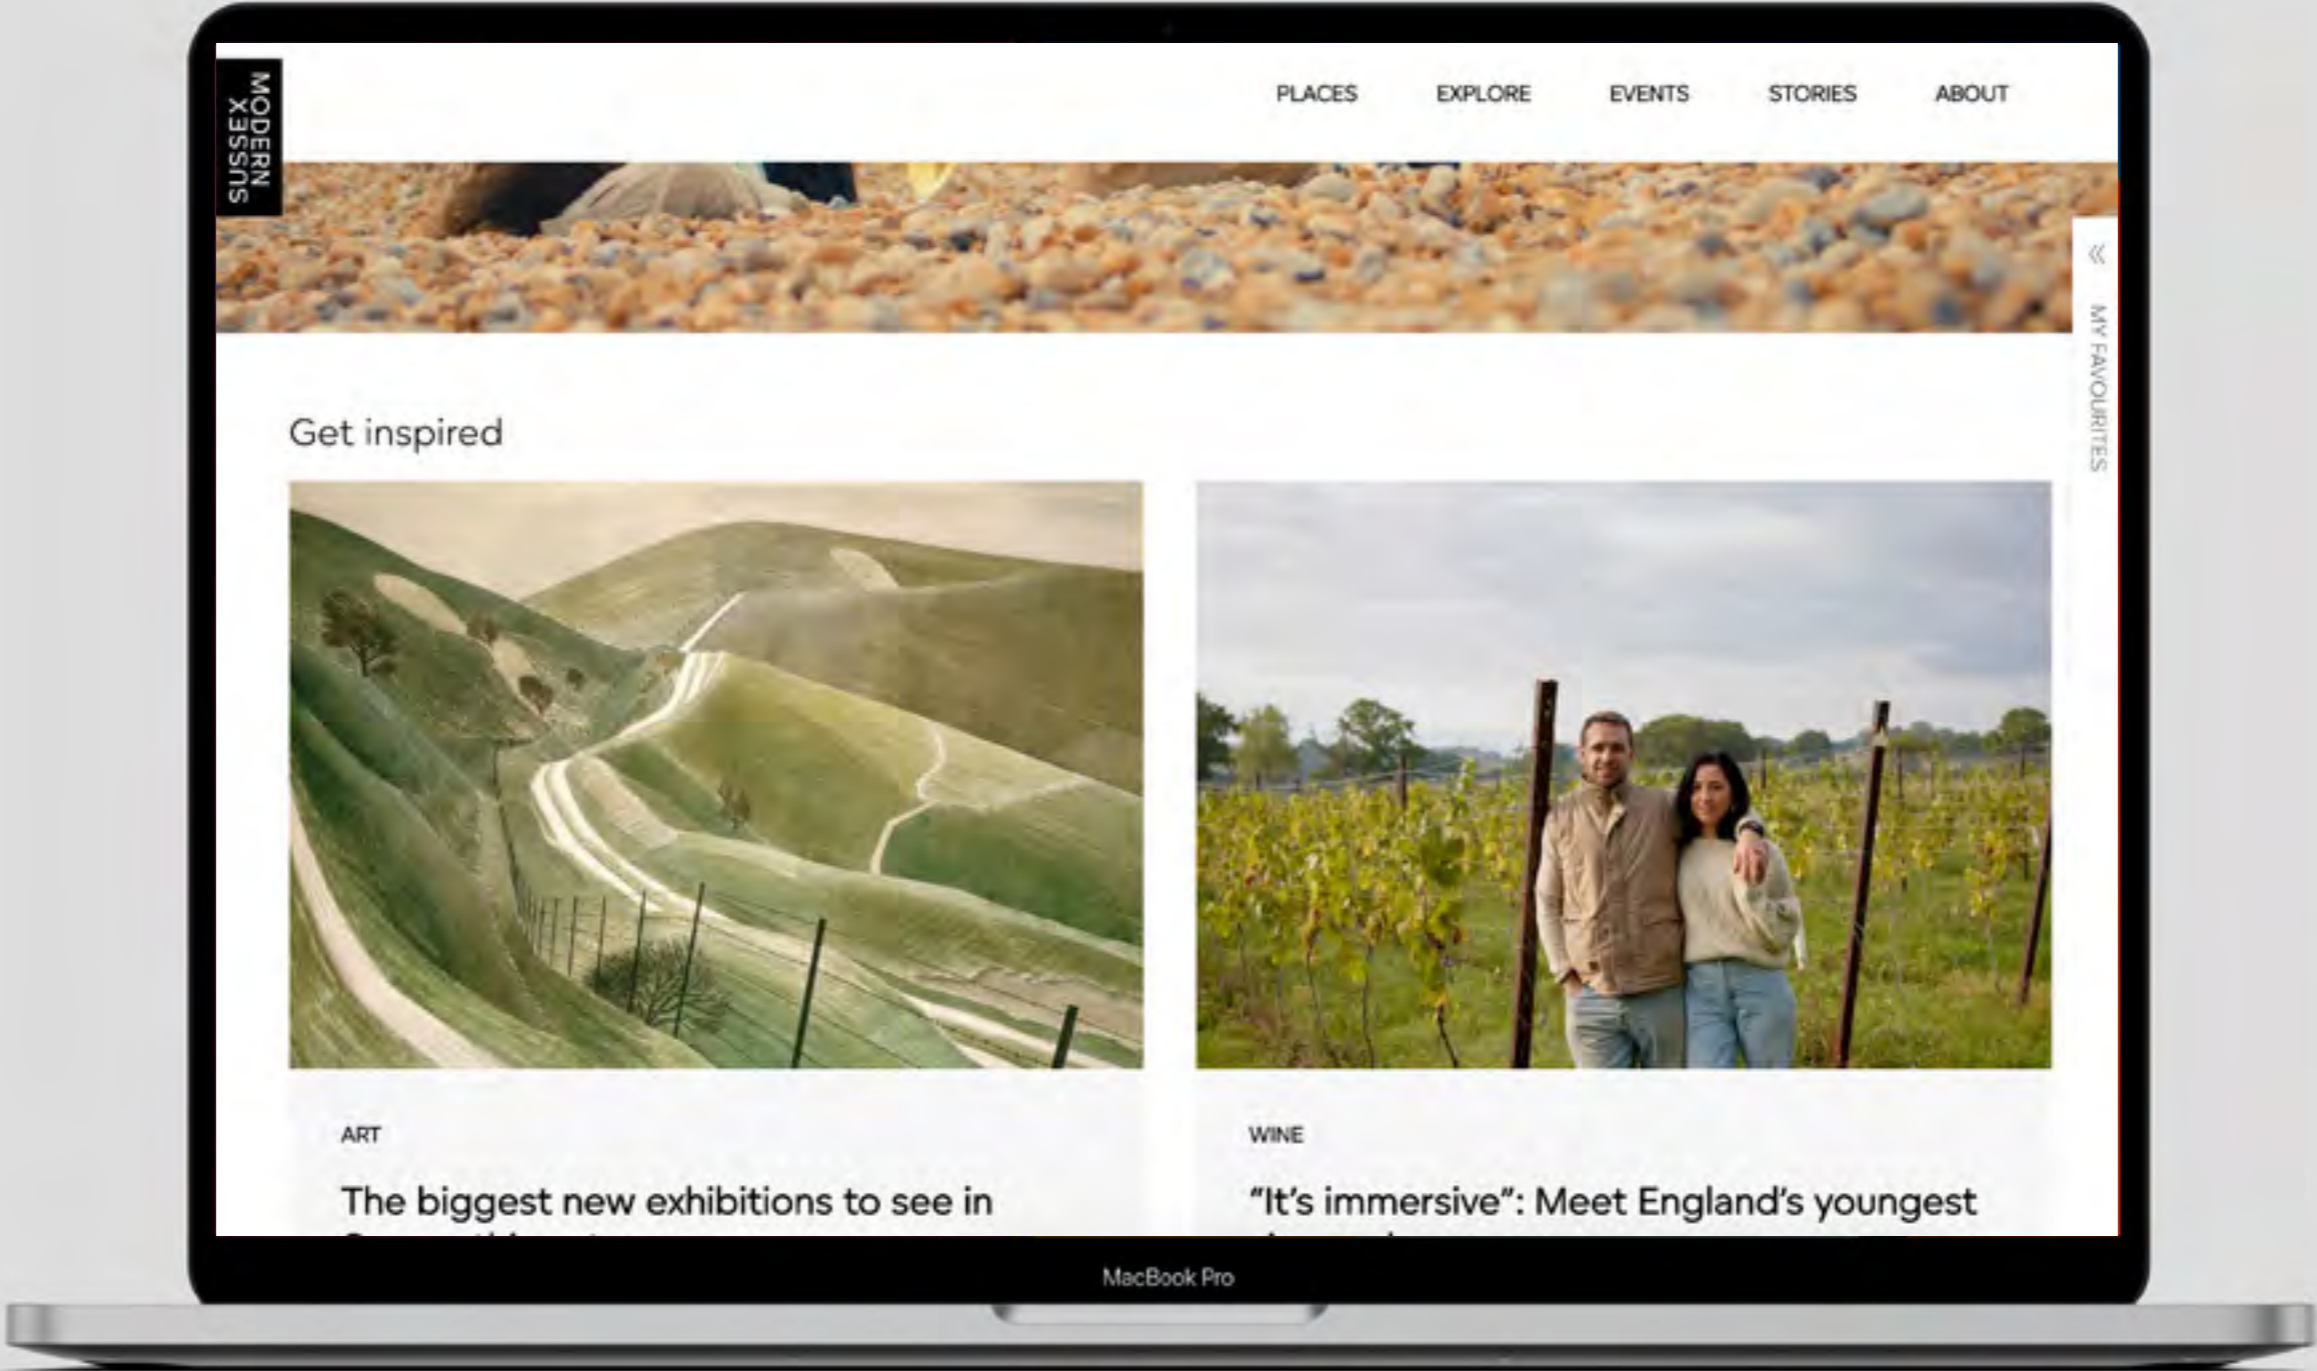 MODERN
SUSSEX
PLACES EXPLORE EVENTS STORIES ABOUT
MY FAVOURITES
Get inspired
ART
The biggest new exhibitions to see in
WINE
“It’s immersive”: Meet England’s youngest
MacBook Pro